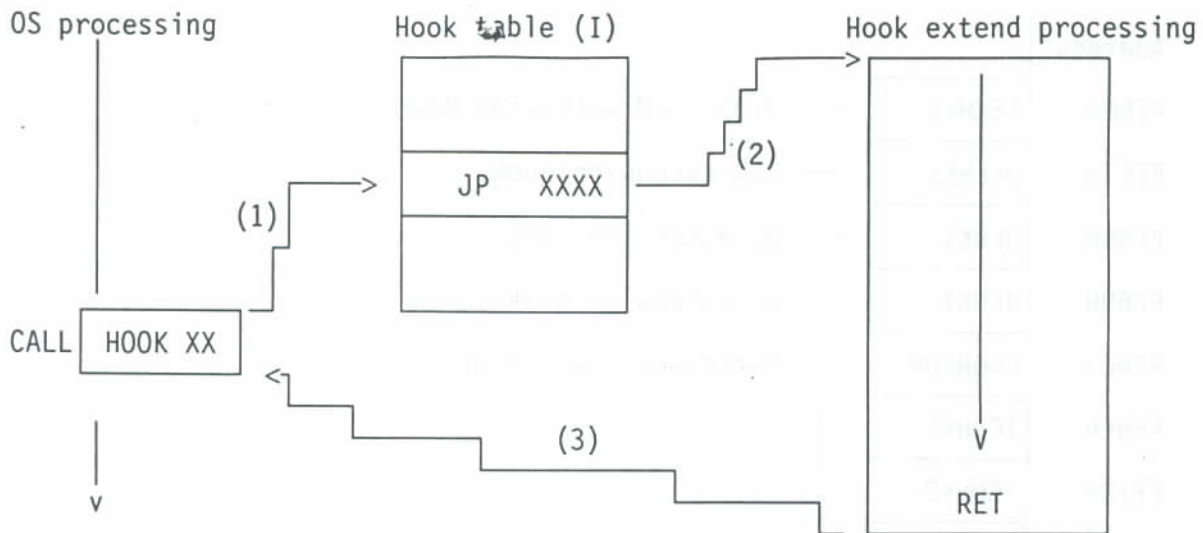 OS processing
Hook table (I)
Hook extend processing
JP XXXX
(1)
(2)
CALL HOOK XX
(3)
RET